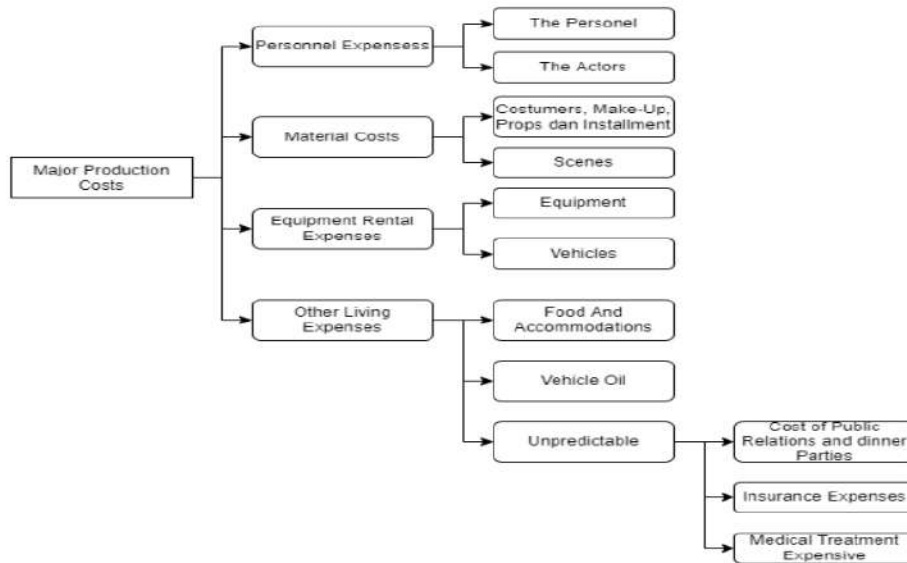 Major Production
Costs
Personnel Expensess
The Personel
The Actors
Material Costs
Costumers, Make-Up,
Props dan Installment
Scenes
Equipment Rental
Expenses
Equipment
Vehicles
Other Living
Expenses
Food And
Accommodations
Vehicle Oil
Unpredictable
Cost of Public
Relations and dinner
Parties
Insurance Expenses
Medical Treatment
Expensive